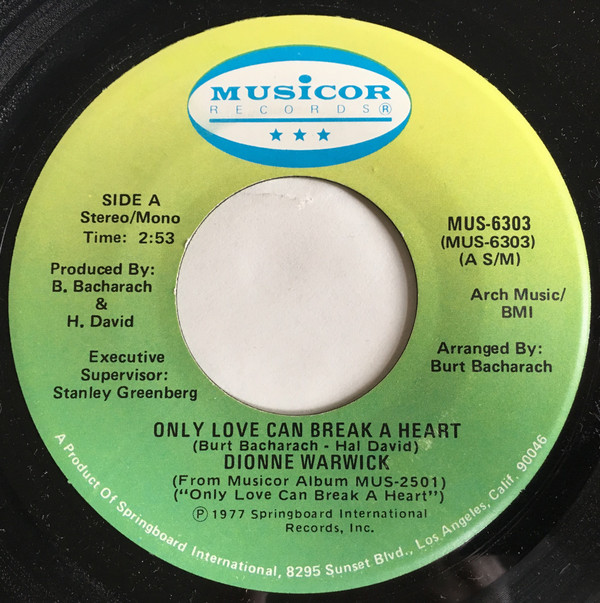 MUSICOR
RECORDS®
SIDE A
Stereo/Mono
Time: 2:53
Produced By:
B. Bacharach
&
H. David
Executive
Supervisor:
Stanley Greenberg
MUS-6303
(MUS-6303)
(A S/M)
Arch Music/
BMI
Arranged By:
Burt Bacharach
ONLY LOVE CAN BREAK A HEART
(Burt Bacharach - Hal David)
DIONNE WARWICK
(From Musicor Album MUS-2501)
("Only Love Can Break A Heart")
℗ 1977 Springboard International
Records, Inc.
A Product Of Springboard International, 8295 Sunset Blvd., Los Angeles, Calif. 90046